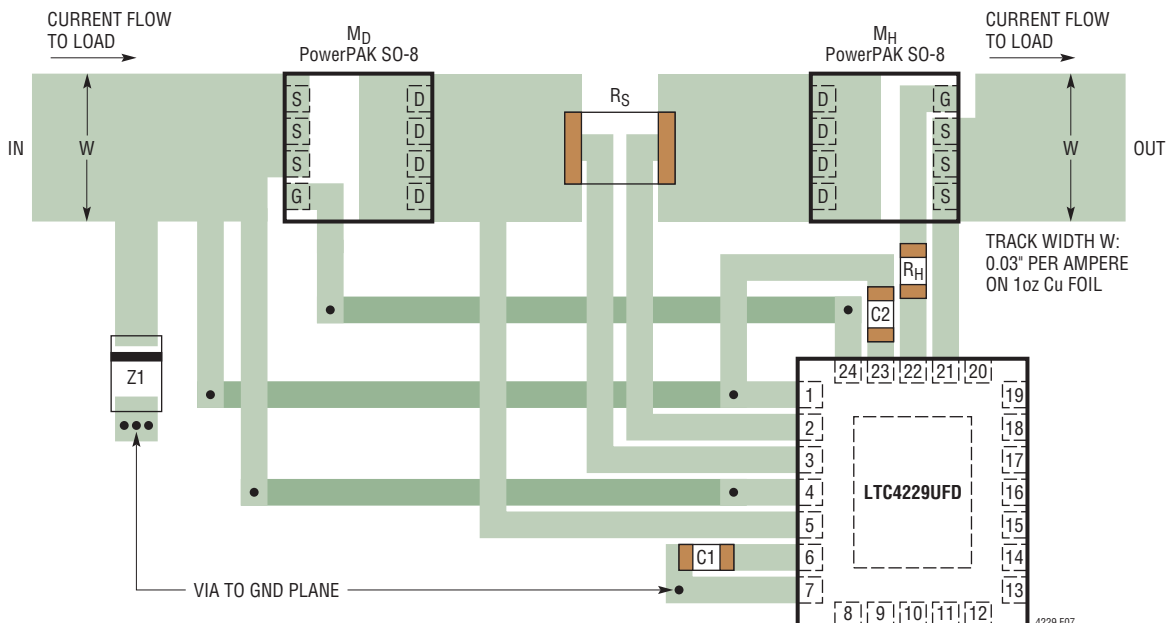 CURRENT FLOW
TO LOAD
MD
PowerPAK SO-8
MH
PowerPAK SO-8
CURRENT FLOW
TO LOAD
RS
S
S
S
G
D
D
D
D
D
D
D
D
G
S
S
S
IN
W
W
OUT
TRACK WIDTH W:
0.03" PER AMPERE
ON 1oz Cu FOIL
RH
C2
Z1
24 23 22 21 20
1
2
3
4
5
6
7
19
18
17
16
15
14
13
LTC4229UFD
C1
VIA TO GND PLANE
8 9 10 11 12
4229 F07